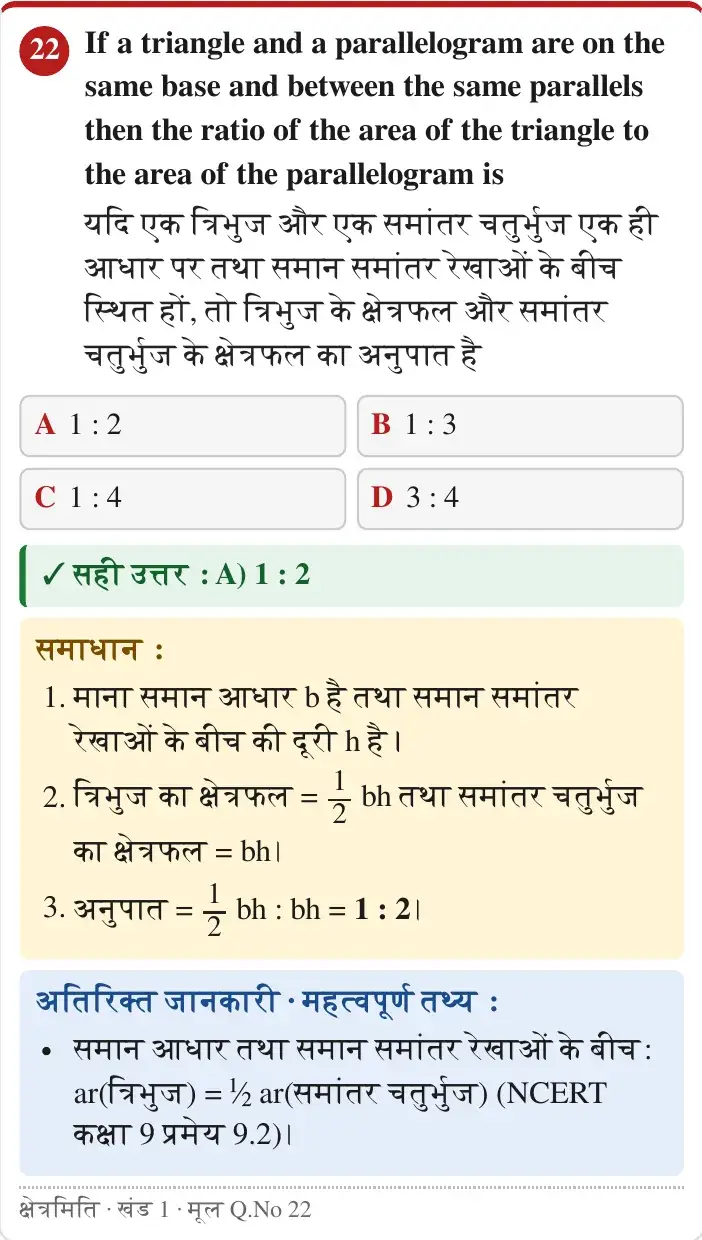 22 If a triangle and a parallelogram are on the
same base and between the same parallels
then the ratio of the area of the triangle to
the area of the parallelogram is
यदि एक त्रिभुज और एक समांतर चतुर्भुज एक ही
आधार पर तथा समान समांतर रेखाओं के बीच
स्थित हों, तो त्रिभुज के क्षेत्रफल और समांतर
चतुर्भुज के क्षेत्रफल का अनुपात है
A 1 : 2
B 1 : 3
C 1 : 4
D 3 : 4
✓ सही उत्तर : A) 1 : 2
समाधान :
1. माना समान आधार b है तथा समान समांतर
रेखाओं के बीच की दूरी h है।
2. त्रिभुज का क्षेत्रफल = 1/2 bh तथा समांतर चतुर्भुज
का क्षेत्रफल = bh।
3. अनुपात = 1/2 bh : bh = 1 : 2।
अतिरिक्त जानकारी · महत्वपूर्ण तथ्य :
• समान आधार तथा समान समांतर रेखाओं के बीच :
ar(त्रिभुज) = ½ ar(समांतर चतुर्भुज) (NCERT
कक्षा 9 प्रमेय 9.2)।
क्षेत्रमिति · खंड 1 · मूल Q.No 22